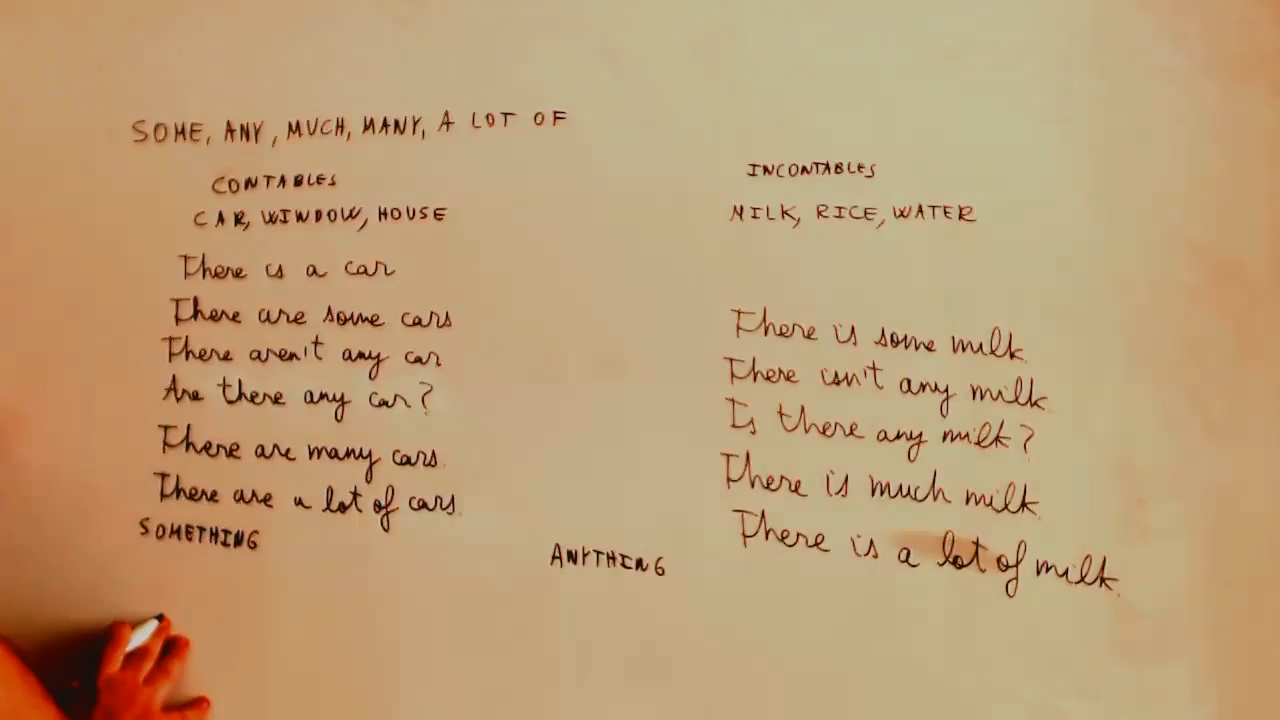 SOME, ANY, MUCH, MANY, A LOT OF
CONTABLES
CAR, WINDOW, HOUSE
There is a car
There are some cars
There aren't any car
Are there any car?
There are many cars.
There are a lot of cars.
SOMETHING
ANYTHING
INCONTABLES
MILK, RICE, WATER
There is some milk.
There isn't any milk.
Is there any milk?
There is much milk.
There is a lot of milk.